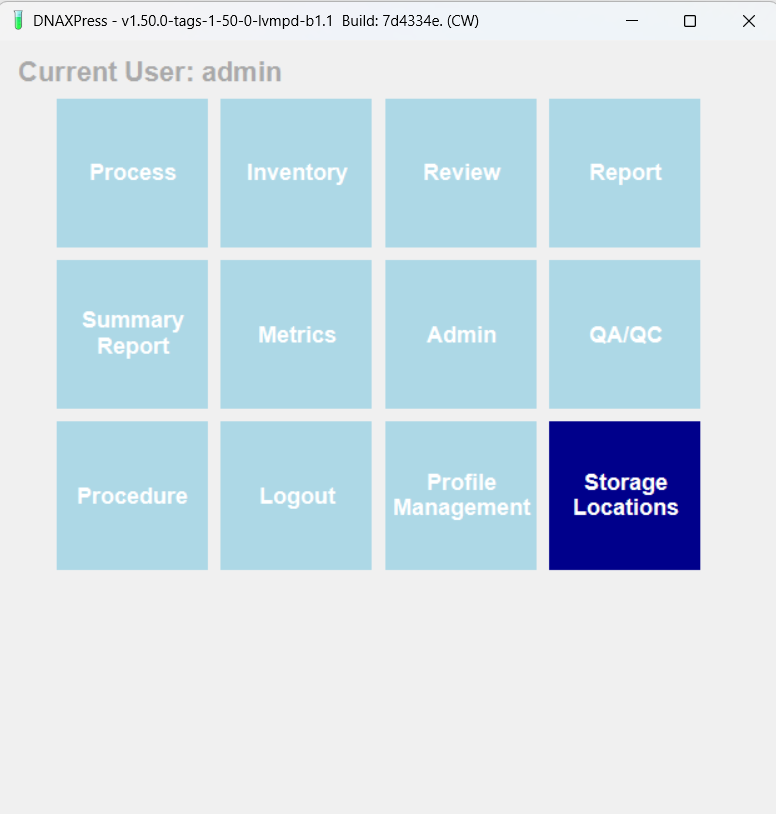 DNAXPress - v1.50.0-tags-1-50-0-lvmpd-b1.1  Build: 7d4334e. (CW)
Current User: admin
Process
Inventory
Review
Report
Summary
Report
Metrics
Admin
QA/QC
Procedure
Logout
Profile
Management
Storage
Locations